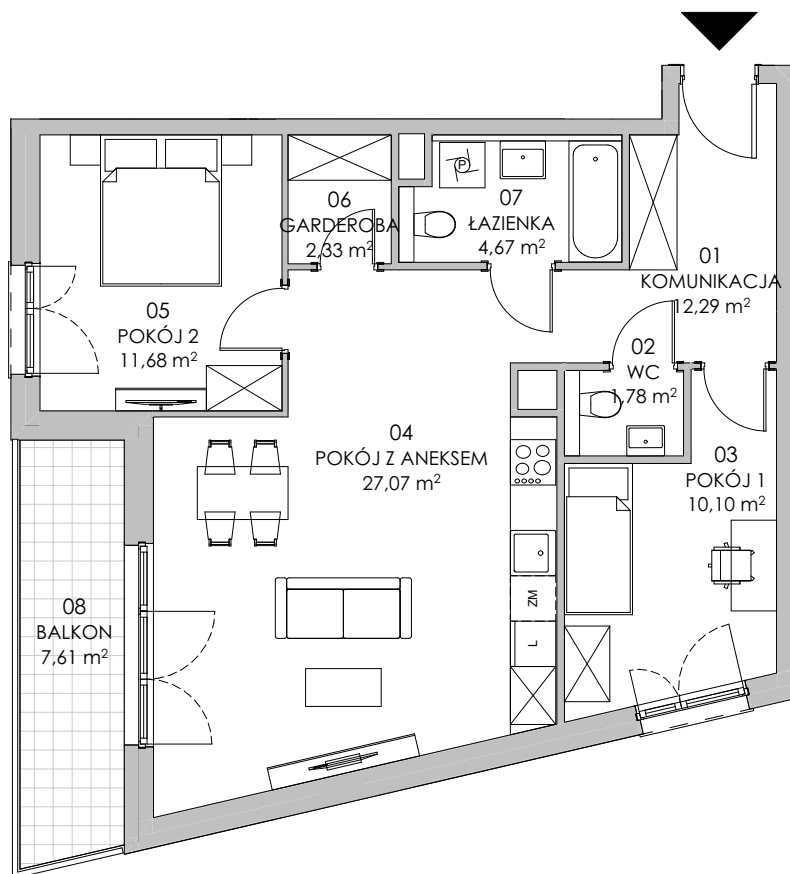 P
07
ŁAZIENKA
4,67 m²
06
GARDEROBA
2,33 m²
01
KOMUNIKACJA
12,29 m²
05
POKÓJ 2
11,68 m²
02
WC
1,78 m²
04
POKÓJ Z ANEKSEM
27,07 m²
03
POKÓJ 1
10,10 m²
08
BALKON
7,61 m²
ZM
L